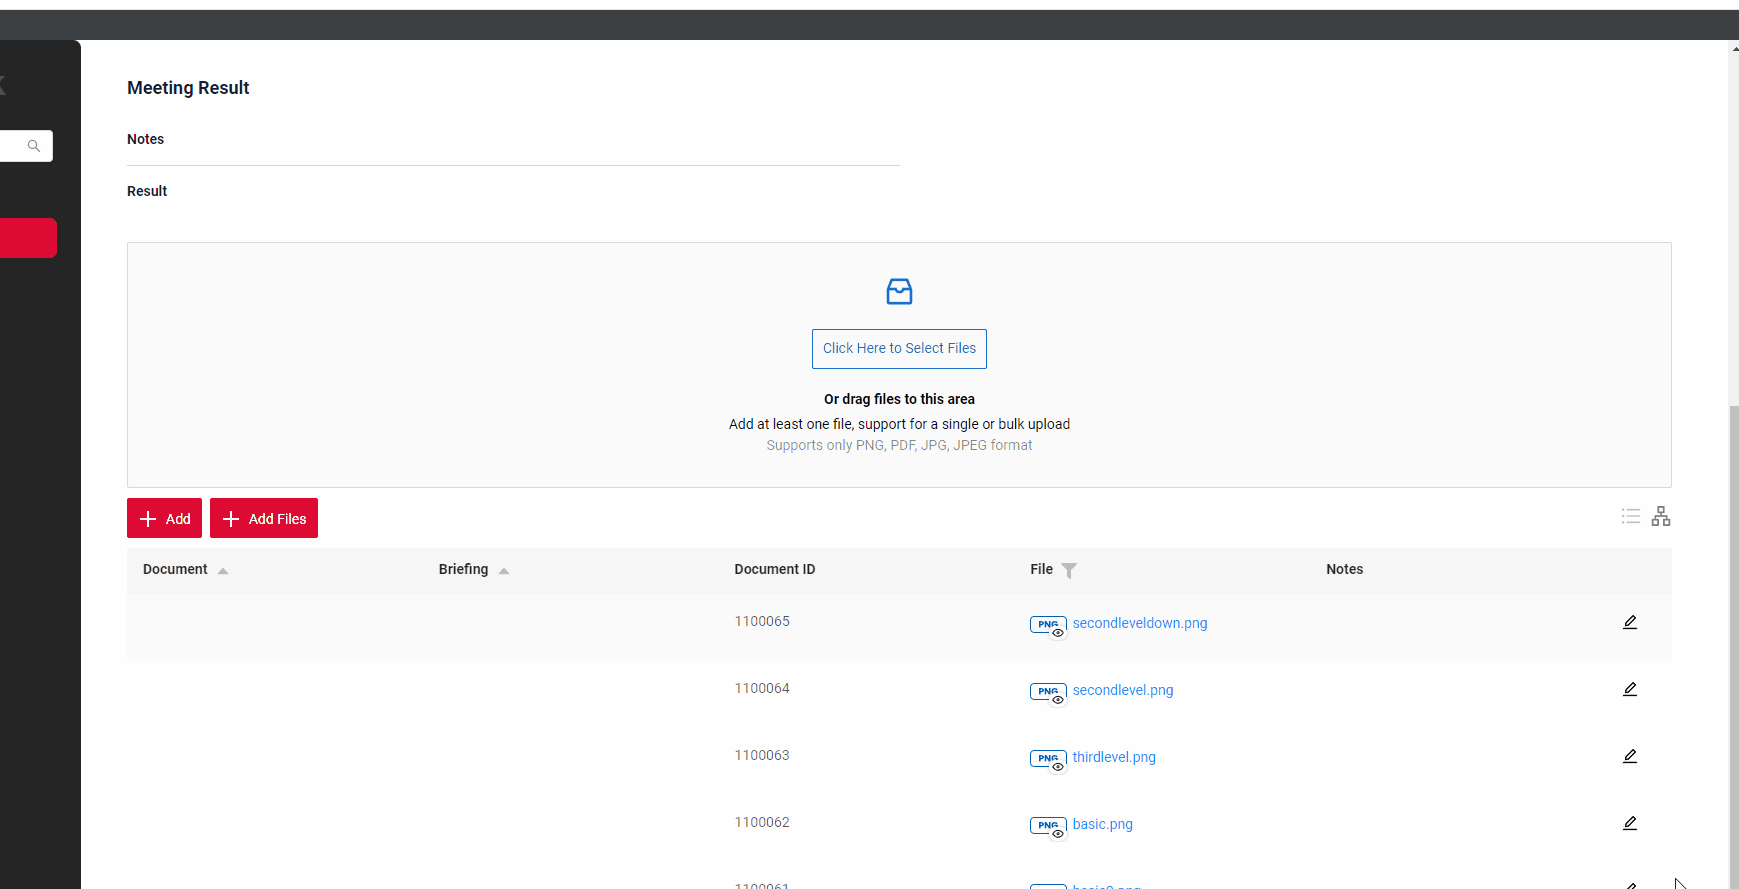 Meeting Result
Notes
Result
Click Here to Select Files
Or drag files to this area
Add at least one file, support for a single or bulk upload
Supports only PNG, PDF, JPG, JPEG format
Add Add Files
Document Briefing Document ID File Notes
1100065 PNG secondleveldown.png
1100064 PNG secondlevel.png
1100063 PNG thirdlevel.png
1100062 PNG basic.png
1100061